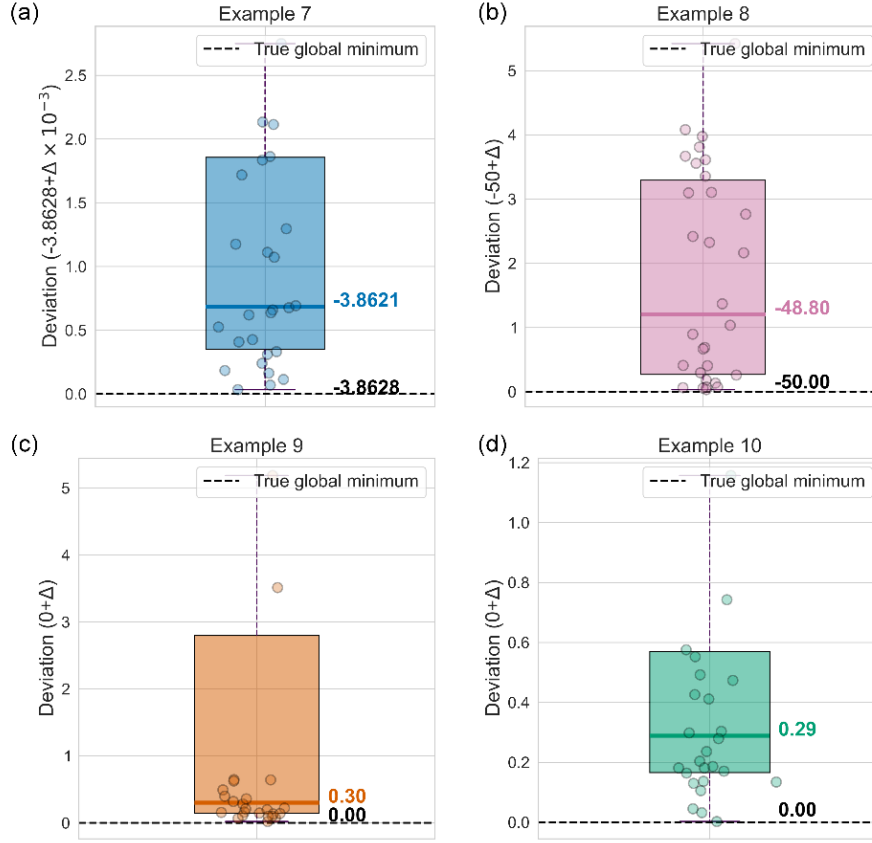 (a)
Example 7
True global minimum
Deviation (-3.8628+Δ × 10⁻³)
2.5
2.0
1.5
1.0
0.5
0.0
-3.8621
-3.8628
(b)
Example 8
True global minimum
Deviation (-50+Δ)
5
4
3
2
1
0
-48.80
-50.00
(c)
Example 9
True global minimum
Deviation (0+Δ)
5
4
3
2
1
0
0.30
0.00
(d)
Example 10
True global minimum
Deviation (0+Δ)
1.2
1.0
0.8
0.6
0.4
0.2
0.0
0.29
0.00